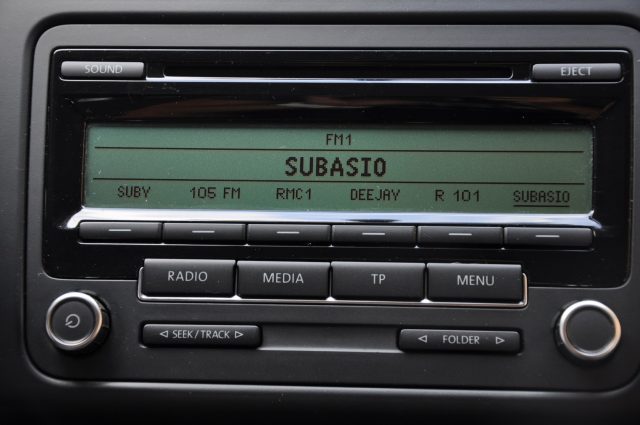 SOUND EJECT
FM1
SUBASIO
SUBY 105 FM RMC1 DEEJAY R 101 SUBASIO
RADIO MEDIA TP MENU
SEEK/TRACK FOLDER